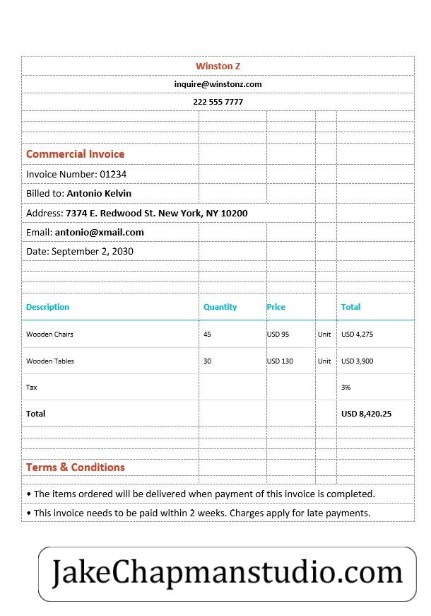 Winston Z
inquire@winstonz.com
222 555 7777
Commercial Invoice
Invoice Number: 01234
Billed to: Antonio Kelvin
Address: 7374 E. Redwood St. New York, NY 10200
Email: antonio@xmail.com
Date: September 2, 2030
Description Quantity Price Total
Wooden Chairs 45 USD 95 Unit USD 4,275
Wooden Tables 30 USD 130 Unit USD 3,900
Tax 3%
Total USD 8,420.25
Terms & Conditions
• The items ordered will be delivered when payment of this invoice is completed.
• This invoice needs to be paid within 2 weeks. Charges apply for late payments.
JakeChapmanstudio.com